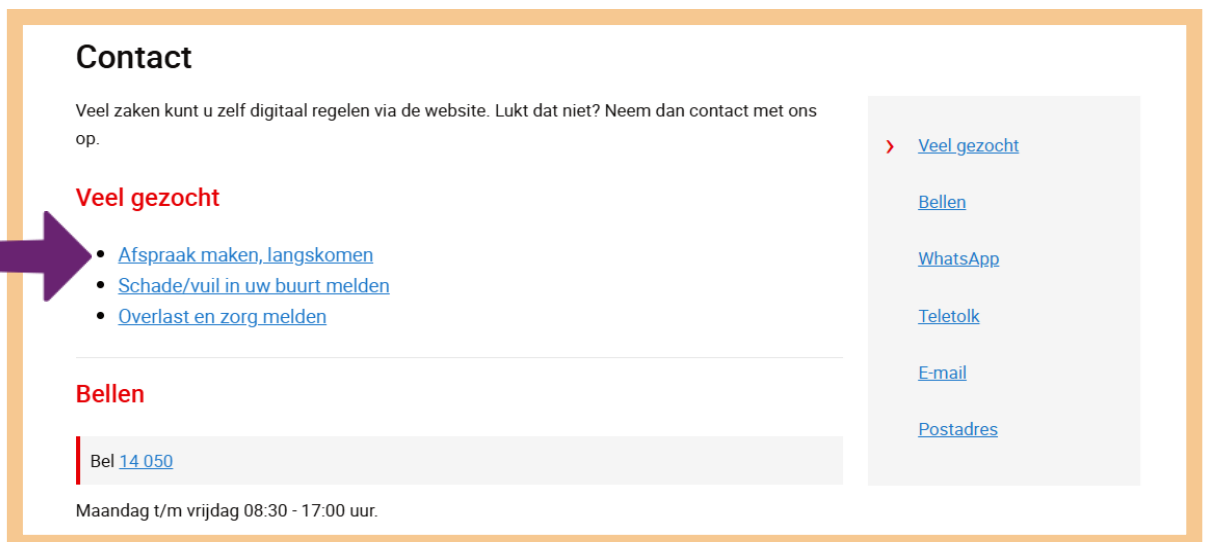 Contact
Veel zaken kunt u zelf digitaal regelen via de website. Lukt dat niet? Neem dan contact met ons
op.
Veel gezocht
Afspraak maken, langskomen
Schade/vuil in uw buurt melden
Overlast en zorg melden
Bellen
Bel 14 050
Maandag t/m vrijdag 08:30 - 17:00 uur.
Veel gezocht
Bellen
WhatsApp
Teletolk
E-mail
Postadres